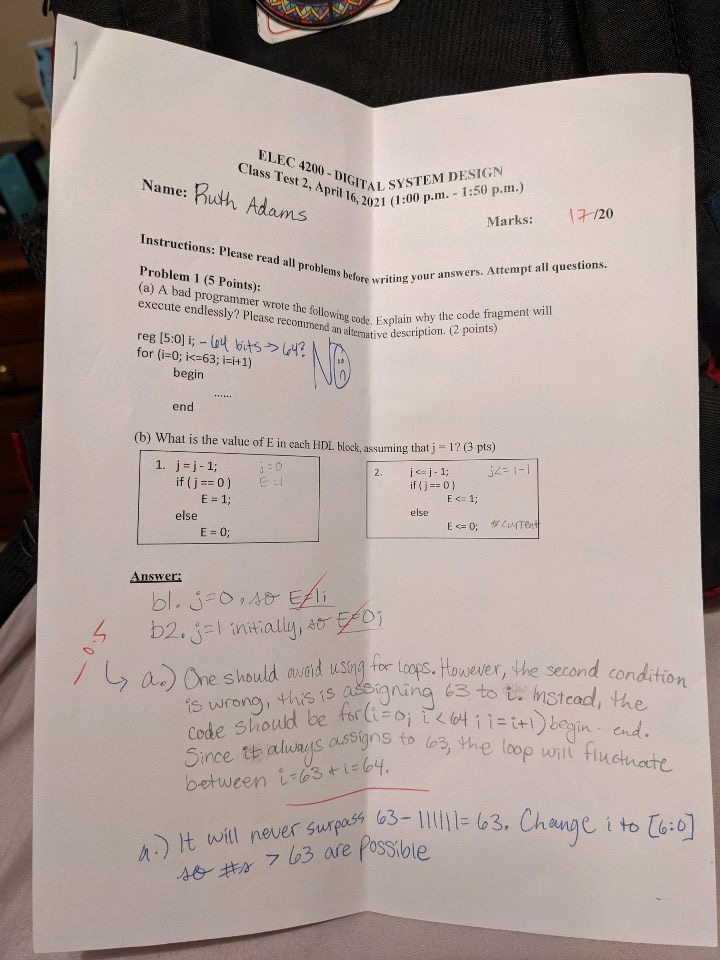 ELEC 4200 - DIGITAL SYSTEM DESIGN
Class Test 2, April 16, 2021 (1:00 p.m. - 1:50 p.m.)
Name: Ruth Adams
Marks: 17/20
Instructions: Please read all problems before writing your answers. Attempt all questions.
Problem 1 (5 Points):
(a) A bad programmer wrote the following code. Explain why the code fragment will
execute endlessly? Please recommend an alternative description. (2 points)
reg [5:0] i; - 64 bits → 64? NO
for (i=0; i<=63; i=i+1)
begin
......
end
(b) What is the value of E in each HDL block, assuming that j = 1? (3 pts)
1. j = j - 1; j=0
if ( j == 0 ) E=1
E = 1;
else
E = 0;
2. j <= j - 1; j<=1-1
if ( j == 0 )
E <= 1;
else
E <= 0; current
Answer:
b1. j=0, so E=1;
b2. j=1 initially, so E=0;
0.5
a.) One should avoid using for loops. However, the second condition
is wrong, this is assigning 63 to i. Instead, the
code should be for(i=0; i<64; i=i+1) begin ... end.
Since it always assigns to 63, the loop will fluctuate
between i=63 + i=64.
a.) It will never surpass 63 - 111111 = 63. Change i to [6:0]
so #s > 63 are possible